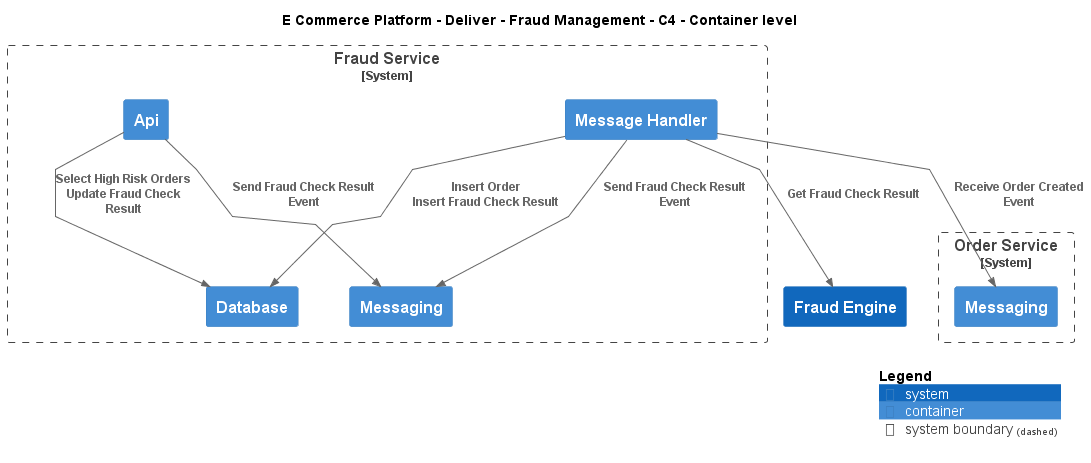 E Commerce Platform - Deliver - Fraud Management - C4 - Container level
Fraud Service
[System]
Api
Message Handler
Select High Risk Orders
Update Fraud Check
Result
Send Fraud Check Result
Event
Insert Order
Insert Fraud Check Result
Send Fraud Check Result
Event
Get Fraud Check Result
Receive Order Created
Event
Order Service
[System]
Database
Messaging
Fraud Engine
Messaging
Legend
system
container
system boundary (dashed)